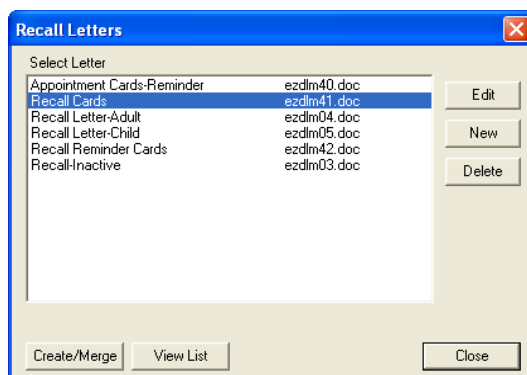 Recall Letters
Select Letter
Appointment Cards-Reminder ezdlm40.doc
Recall Cards ezdlm41.doc
Recall Letter-Adult ezdlm04.doc
Recall Letter-Child ezdlm05.doc
Recall Reminder Cards ezdlm42.doc
Recall-Inactive ezdlm03.doc
Edit
New
Delete
Create/Merge View List Close